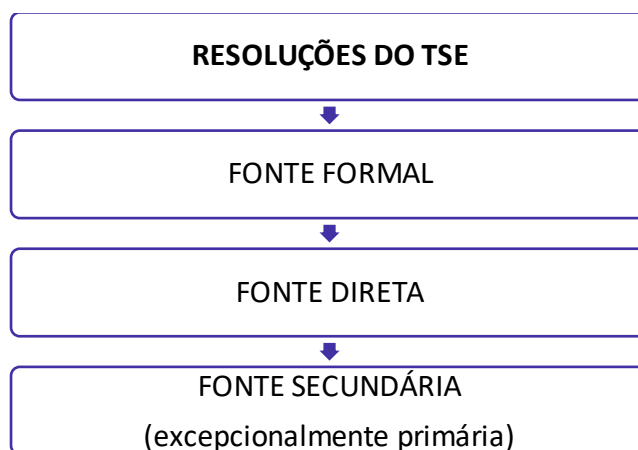 RESOLUÇÕES DO TSE
FONTE FORMAL
FONTE DIRETA
FONTE SECUNDÁRIA
(excepcionalmente primária)